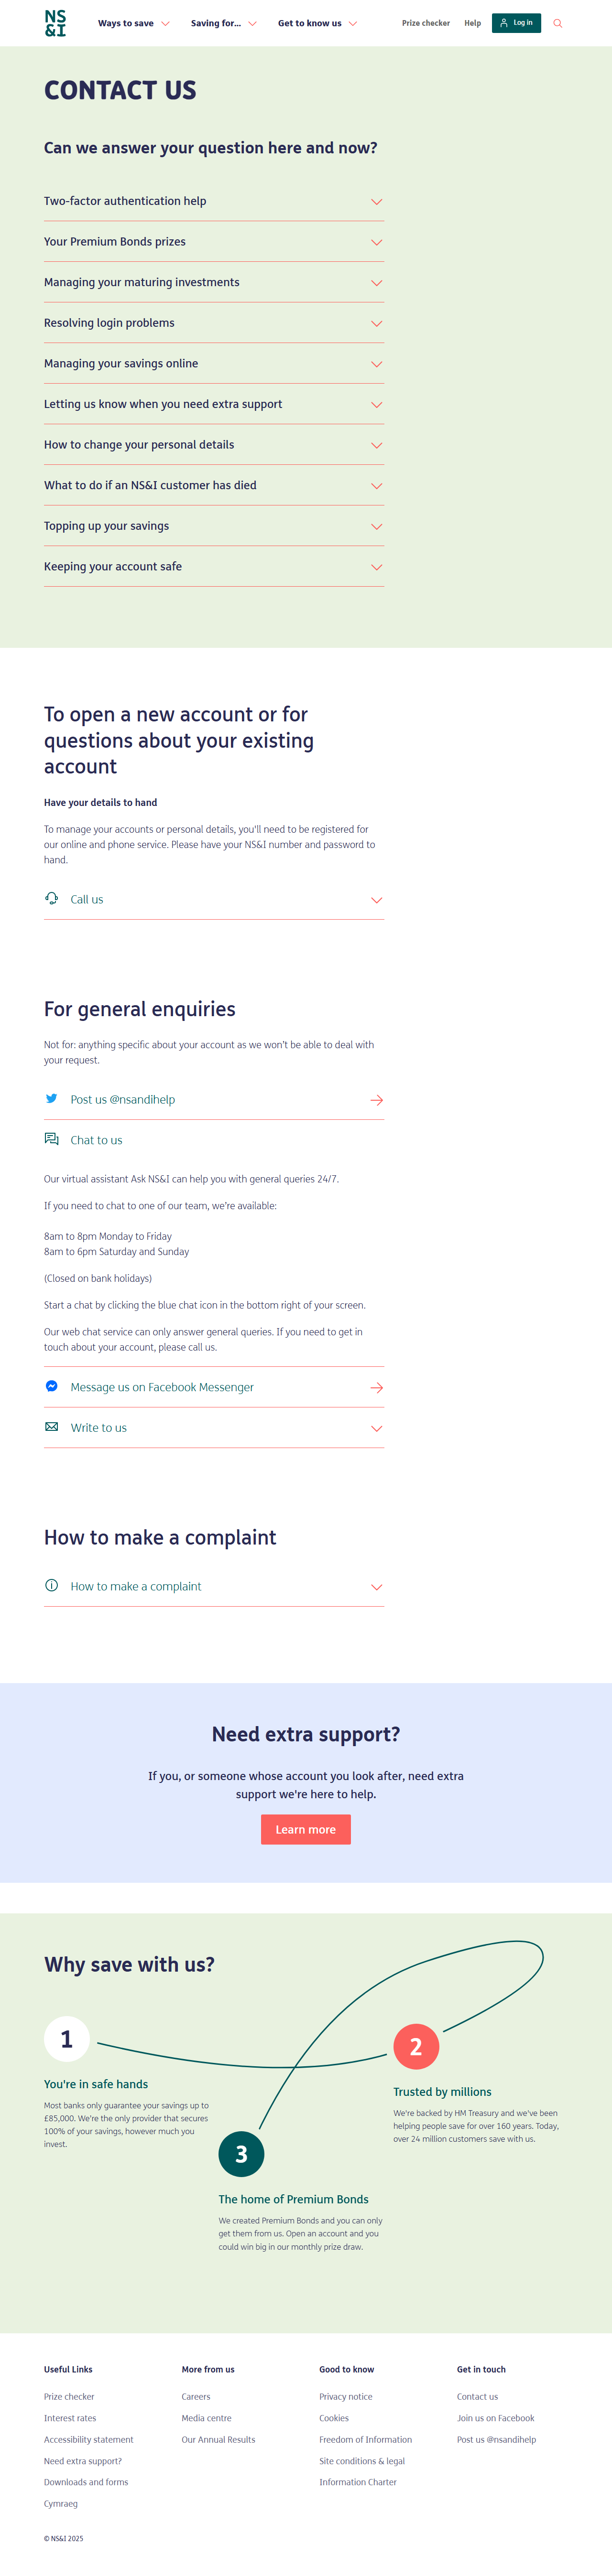 NS
&I
Ways to save
Saving for...
Get to know us
Prize checker
Help
Log in
CONTACT US
Can we answer your question here and now?
Two-factor authentication help
Your Premium Bonds prizes
Managing your maturing investments
Resolving login problems
Managing your savings online
Letting us know when you need extra support
How to change your personal details
What to do if an NS&I customer has died
Topping up your savings
Keeping your account safe
To open a new account or for
questions about your existing
account
Have your details to hand
To manage your accounts or personal details, you'll need to be registered for
our online and phone service. Please have your NS&I number and password to
hand.
Call us
For general enquiries
Not for: anything specific about your account as we won't be able to deal with
your request.
Post us @nsandihelp
Chat to us
Our virtual assistant Ask NS&I can help you with general queries 24/7.
If you need to chat to one of our team, we're available:
8am to 8pm Monday to Friday
8am to 6pm Saturday and Sunday
(Closed on bank holidays)
Start a chat by clicking the blue chat icon in the bottom right of your screen.
Our web chat service can only answer general queries. If you need to get in
touch about your account, please call us.
Message us on Facebook Messenger
Write to us
How to make a complaint
How to make a complaint
Need extra support?
If you, or someone whose account you look after, need extra
support we're here to help.
Learn more
Why save with us?
1
You're in safe hands
Most banks only guarantee your savings up to
£85,000. We're the only provider that secures
100% of your savings, however much you
invest.
2
Trusted by millions
We're backed by HM Treasury and we've been
helping people save for over 160 years. Today,
over 24 million customers save with us.
3
The home of Premium Bonds
We created Premium Bonds and you can only
get them from us. Open an account and you
could win big in our monthly prize draw.
Useful Links
Prize checker
Interest rates
Accessibility statement
Need extra support?
Downloads and forms
Cymraeg
More from us
Careers
Media centre
Our Annual Results
Good to know
Privacy notice
Cookies
Freedom of Information
Site conditions & legal
Information Charter
Get in touch
Contact us
Join us on Facebook
Post us @nsandihelp
© NS&I 2025